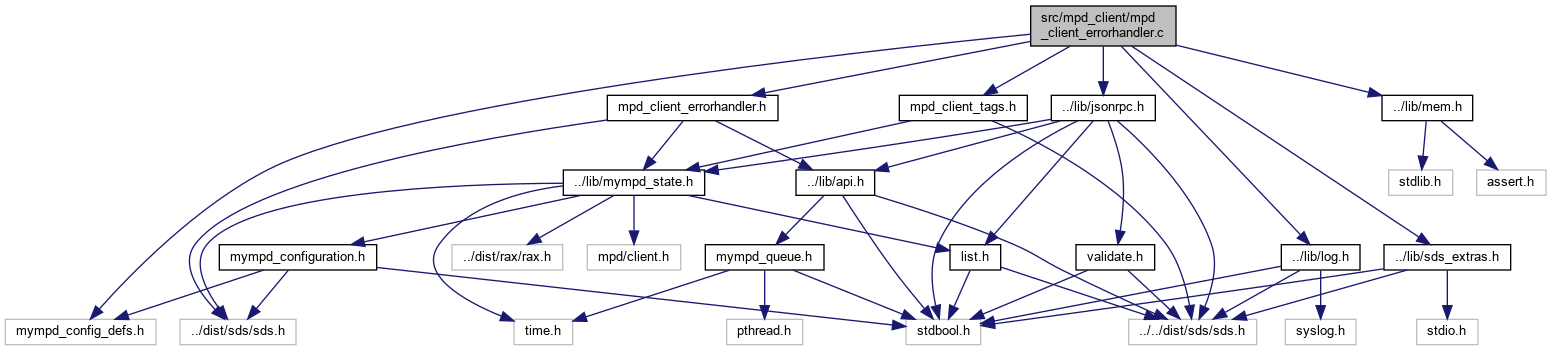 src/mpd_client/mpd
_client_errorhandler.c
mpd_client_errorhandler.h
mpd_client_tags.h
../lib/jsonrpc.h
../lib/mem.h
../lib/mympd_state.h
../lib/api.h
stdlib.h
assert.h
mympd_configuration.h
../dist/rax/rax.h
mpd/client.h
mympd_queue.h
list.h
validate.h
../lib/log.h
../lib/sds_extras.h
mympd_config_defs.h
../dist/sds/sds.h
time.h
pthread.h
stdbool.h
../../dist/sds/sds.h
syslog.h
stdio.h